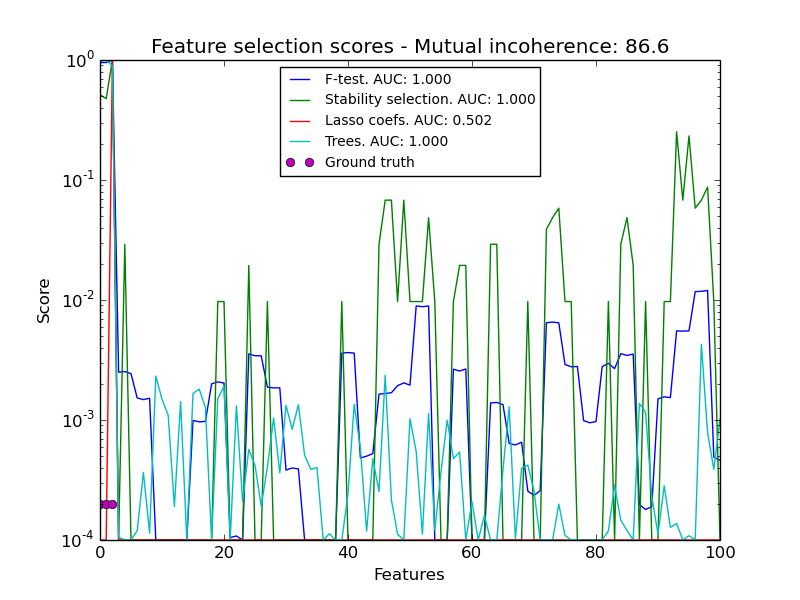 Feature selection scores - Mutual incoherence: 86.6
F-test. AUC: 1.000
Stability selection. AUC: 1.000
Lasso coefs. AUC: 0.502
Trees. AUC: 1.000
Ground truth
Score
10^0
10^-1
10^-2
10^-3
10^-4
0 20 40 60 80 100
Features